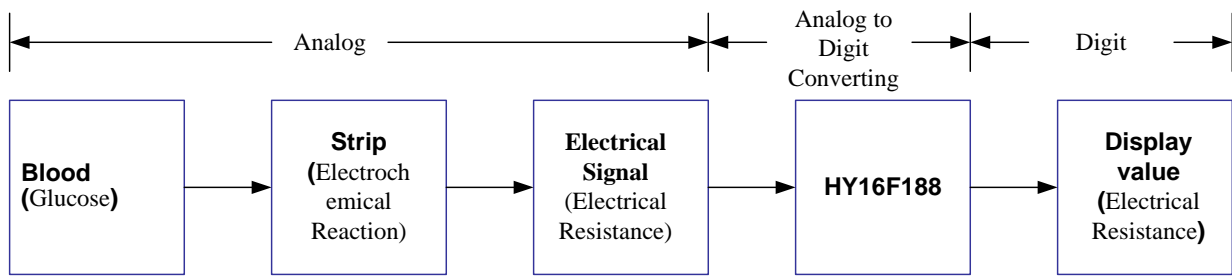 Analog
Analog to
Digit
Converting
Digit
Blood
(Glucose)
Strip
(Electroch
emical
Reaction)
Electrical
Signal
(Electrical
Resistance)
HY16F188
Display
value
(Electrical
Resistance)